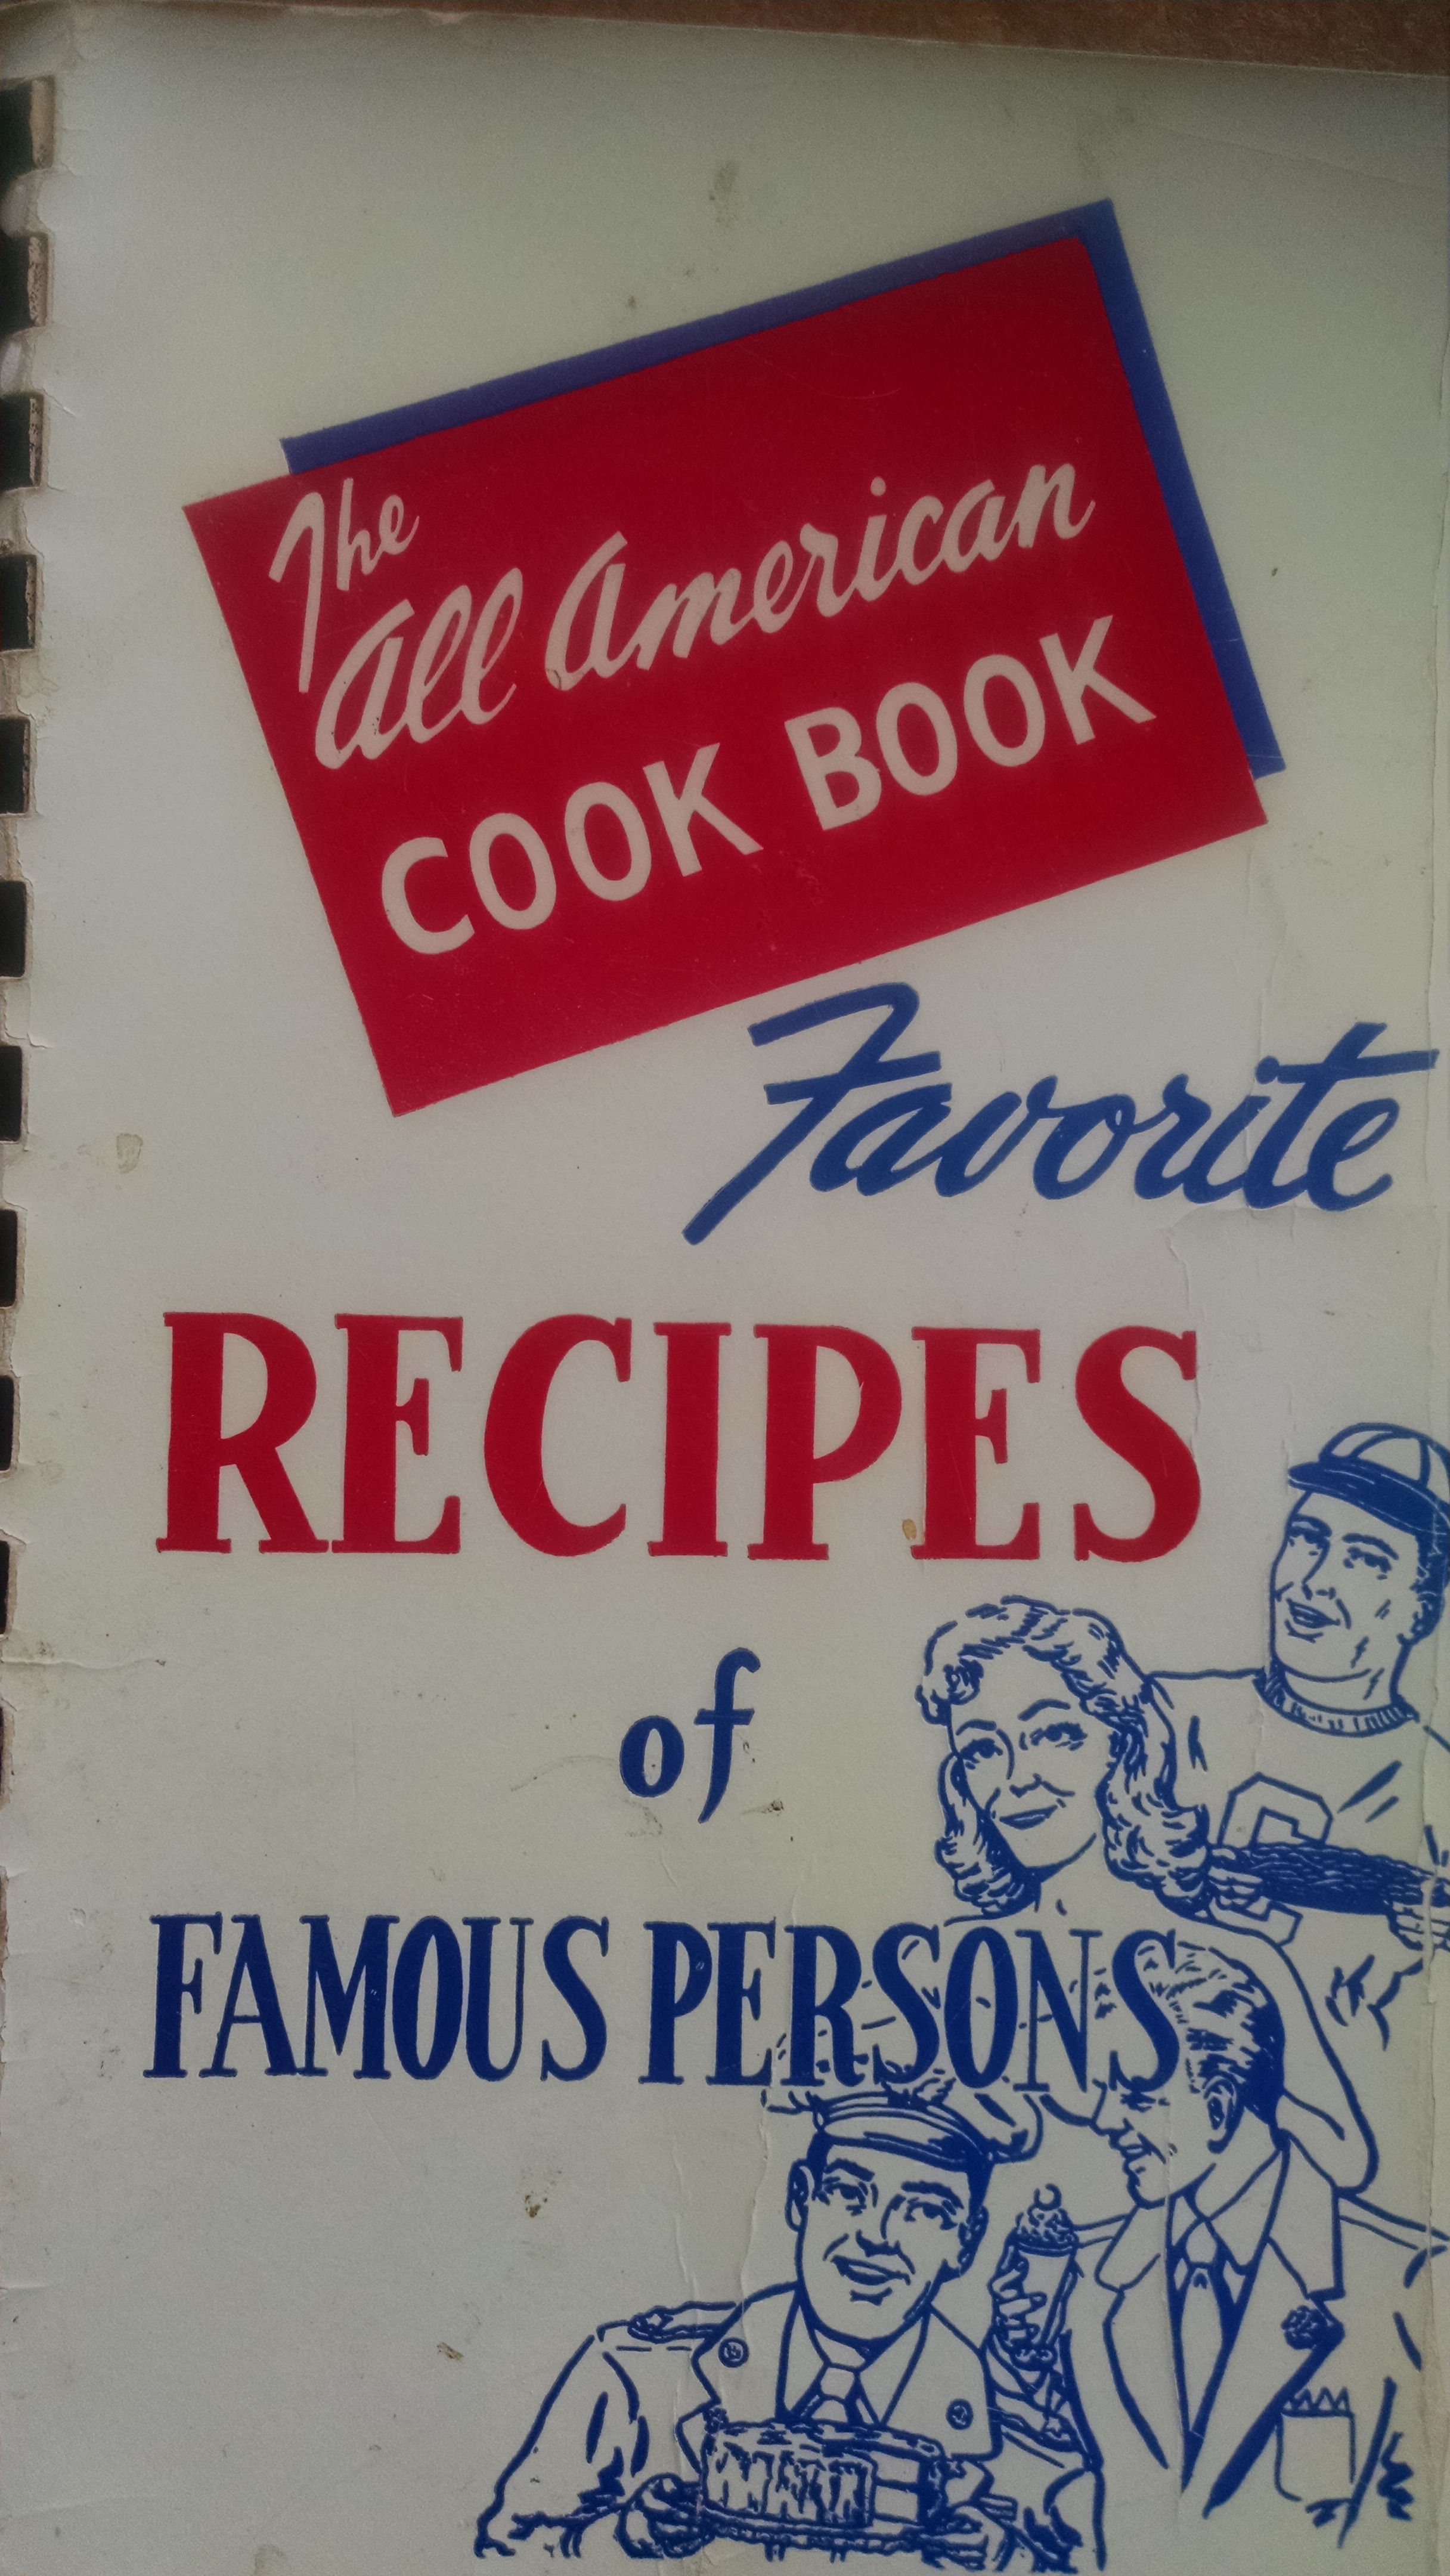 The
All American
COOK BOOK
Favorite
RECIPES
of
FAMOUS PERSONS